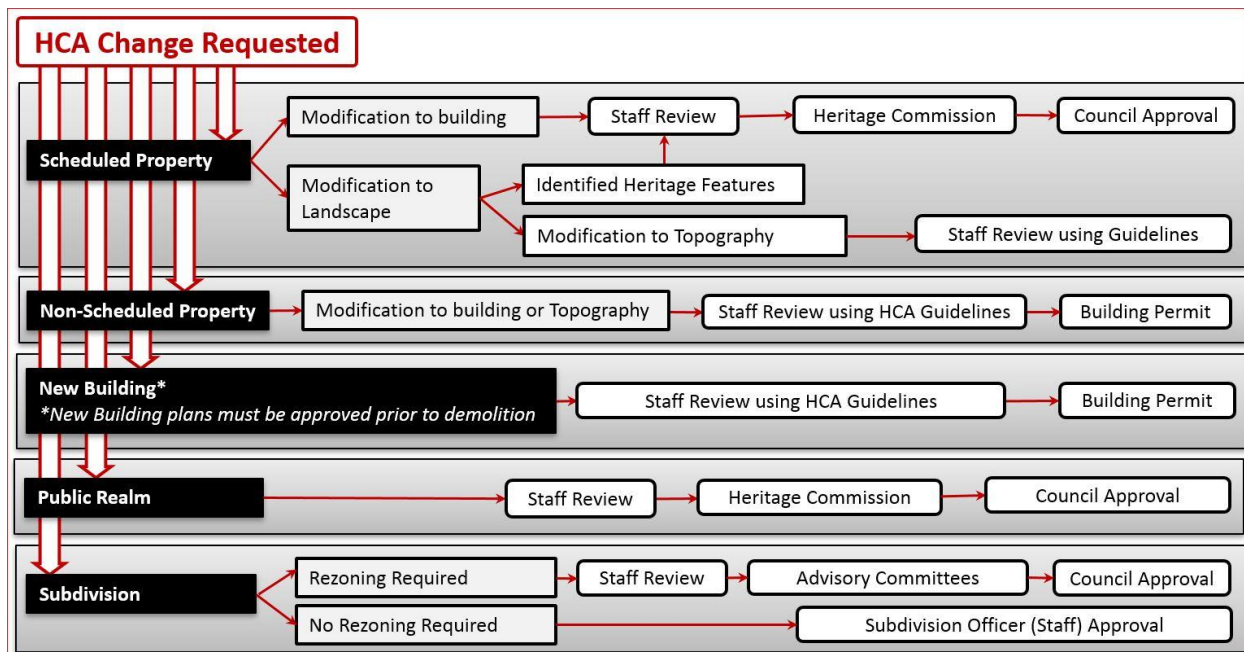 HCA Change Requested
Scheduled Property
Modification to building
Staff Review
Heritage Commission
Council Approval
Modification to
Landscape
Identified Heritage Features
Modification to Topography
Staff Review using Guidelines
Non-Scheduled Property
Modification to building or Topography
Staff Review using HCA Guidelines
Building Permit
New Building*
*New Building plans must be approved prior to demolition
Staff Review using HCA Guidelines
Building Permit
Public Realm
Staff Review
Heritage Commission
Council Approval
Subdivision
Rezoning Required
Staff Review
Advisory Committees
Council Approval
No Rezoning Required
Subdivision Officer (Staff) Approval